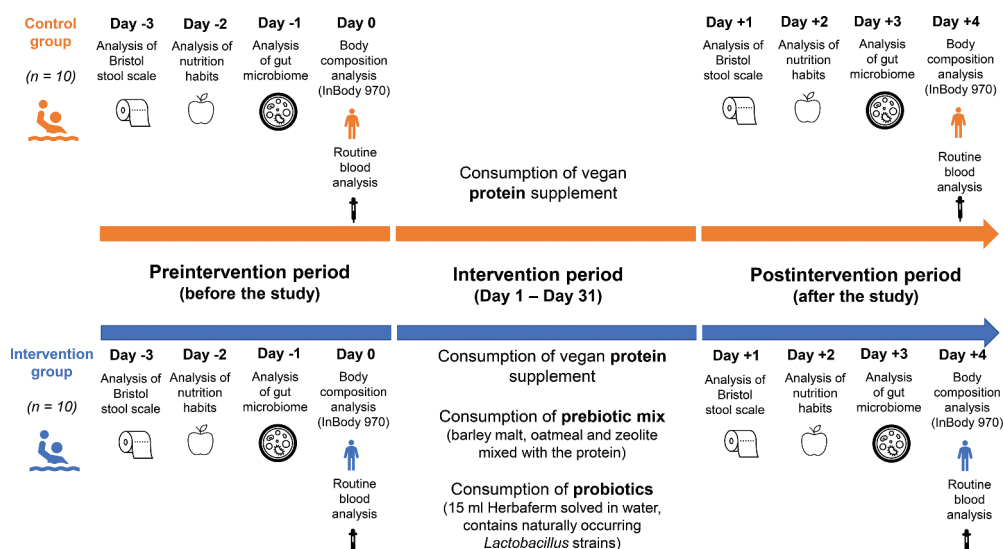 Control
group
(n = 10)
Day -3
Analysis of
Bristol
stool scale
Day -2
Analysis of
nutrition
habits
Day -1
Analysis
of gut
microbiome
Day 0
Body
composition
analysis
(InBody 970)
Routine
blood
analysis
Consumption of vegan
protein supplement
Day +1
Analysis of
Bristol
stool scale
Day +2
Analysis of
nutrition
habits
Day +3
Analysis
of gut
microbiome
Day +4
Body
composition
analysis
(InBody 970)
Routine
blood
analysis
Preintervention period
(before the study)
Intervention period
(Day 1 – Day 31)
Postintervention period
(after the study)
Intervention
group
(n = 10)
Day -3
Analysis of
Bristol
stool scale
Day -2
Analysis of
nutrition
habits
Day -1
Analysis
of gut
microbiome
Day 0
Body
composition
analysis
(InBody 970)
Routine
blood
analysis
Consumption of vegan protein
supplement
Consumption of prebiotic mix
(barley malt, oatmeal and zeolite
mixed with the protein)
Consumption of probiotics
(15 ml Herbaferm solved in water,
contains naturally occurring
Lactobacillus strains)
Day +1
Analysis of
Bristol
stool scale
Day +2
Analysis of
nutrition
habits
Day +3
Analysis
of gut
microbiome
Day +4
Body
composition
analysis
(InBody 970)
Routine
blood
analysis